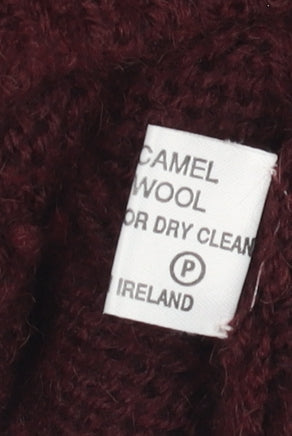 CAMEL
WOOL
OR DRY CLEAN
P
IRELAND